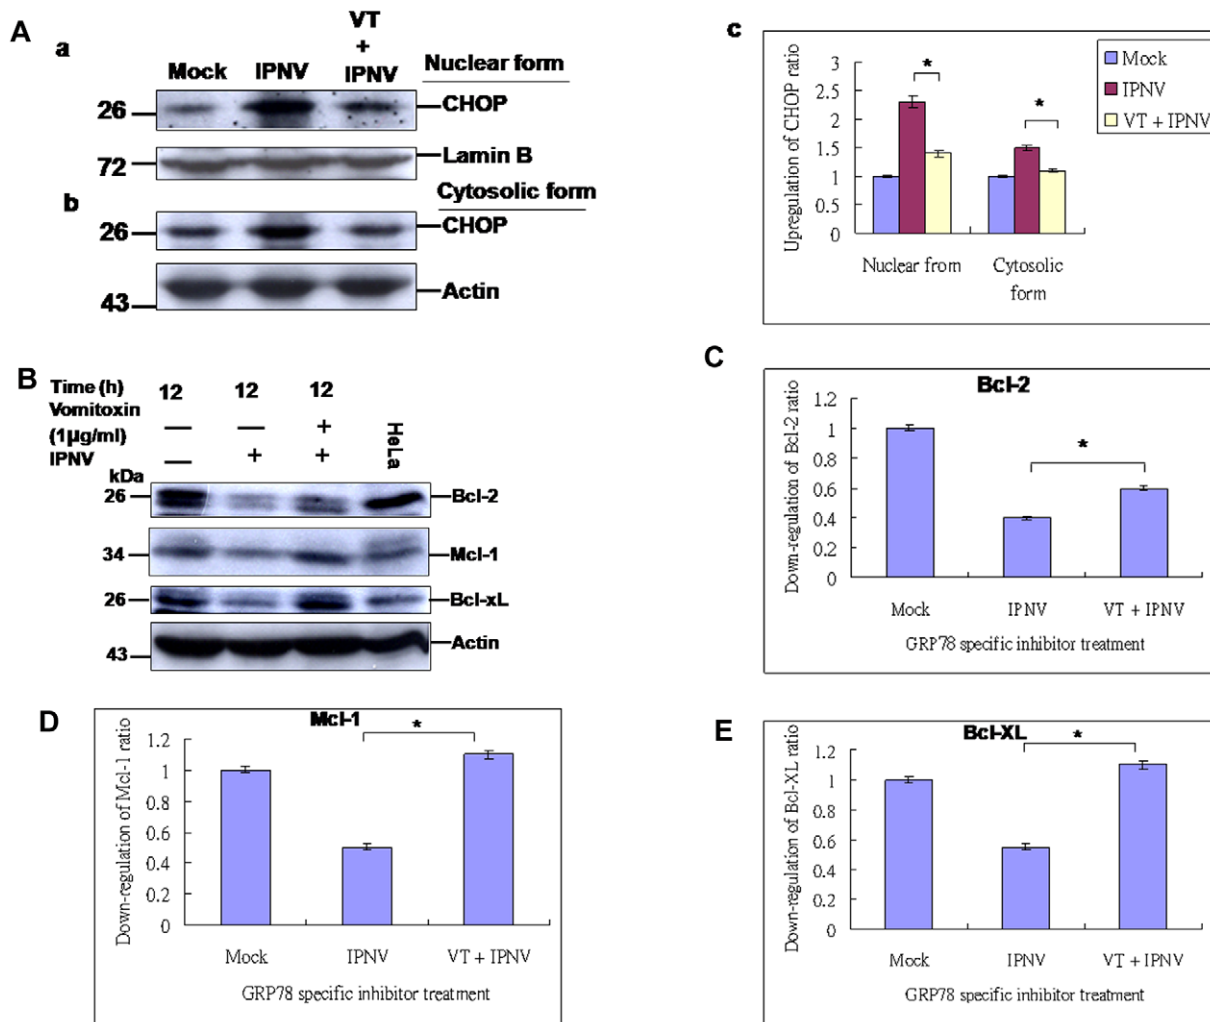 A
a
VT
+
Mock IPNV IPNV Nuclear form
26 CHOP
72 Lamin B
b Cytosolic form
26 CHOP
43 Actin
c
Upregulation of CHOP ratio
3
2.5
2
1.5
1
0.5
0
* *
Nuclear from Cytosolic form
Mock
IPNV
VT + IPNV
B
Time (h) 12 12 12
Vomitoxin
(1µg/ml) — — +
IPNV — + + HeLa
kDa
26 Bcl-2
34 Mcl-1
26 Bcl-xL
43 Actin
C
Bcl-2
Down-regulation of Bcl-2 ratio
1.2
1
0.8
0.6
0.4
0.2
0
*
Mock IPNV VT + IPNV
GRP78 specific inhibitor treatment
D
Mcl-1
Down-regulation of Mcl-1 ratio
1.2
1
0.8
0.6
0.4
0.2
0
*
Mock IPNV VT + IPNV
GRP78 specific inhibitor treatment
E
Bcl-XL
Down-regulation of Bcl-XL ratio
1.2
1
0.8
0.6
0.4
0.2
0
*
Mock IPNV VT + IPNV
GRP78 specific inhibitor treatment